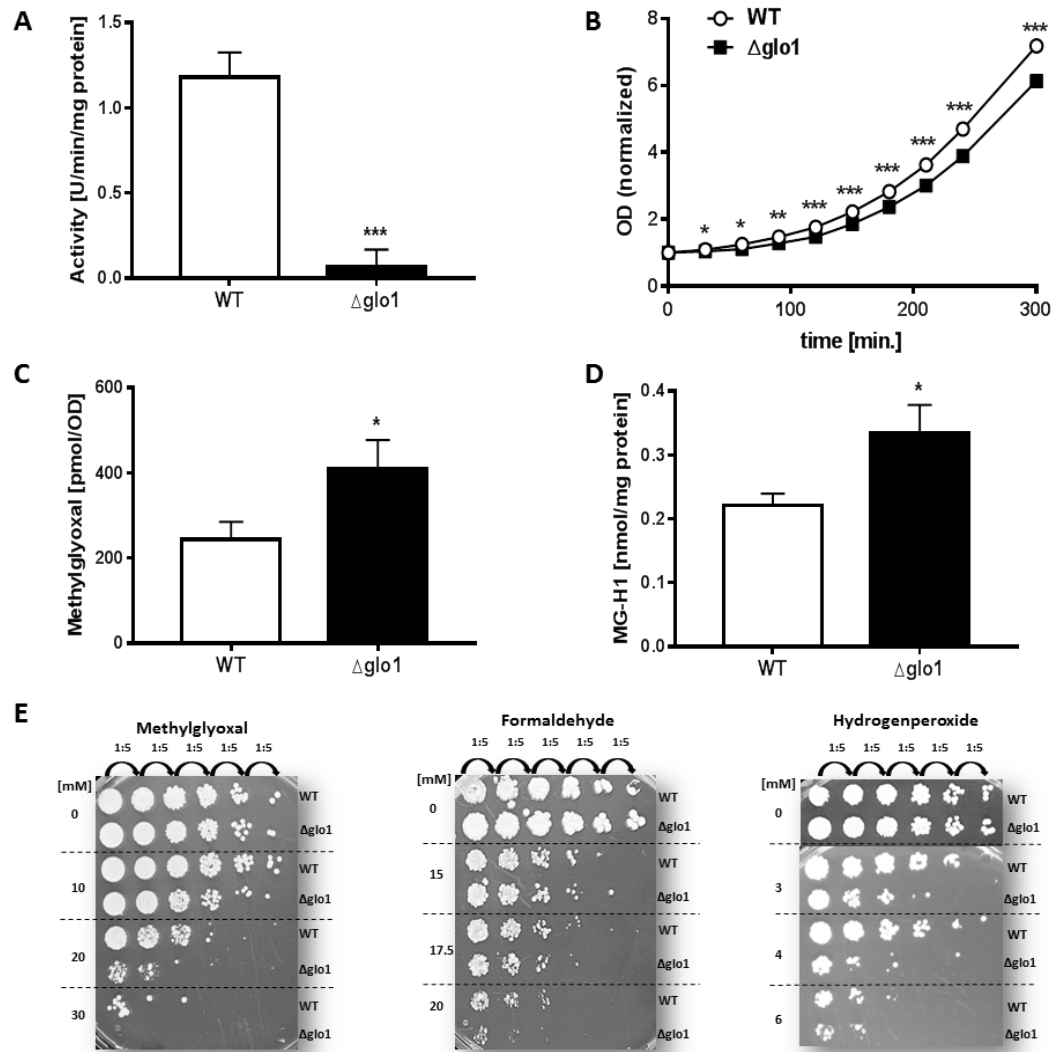 A
Activity [U/min/mg protein]
1.5
1.0
0.5
0.0
***
WT
Δglo1
B
WT
Δglo1
OD (normalized)
8
6
4
2
0
* * ** *** *** *** *** *** ***
0 100 200 300
time [min.]
C
Methylglyoxal [pmol/OD]
600
400
200
0
*
WT
Δglo1
D
MG-H1 [nmol/mg protein]
0.4
0.3
0.2
0.1
0.0
*
WT
Δglo1
E
Methylglyoxal
1:5 1:5 1:5 1:5 1:5
[mM]
0
WT
Δglo1
10
WT
Δglo1
20
WT
Δglo1
30
WT
Δglo1
Formaldehyde
1:5 1:5 1:5 1:5 1:5
[mM]
0
WT
Δglo1
15
WT
Δglo1
17.5
WT
Δglo1
20
WT
Δglo1
Hydrogenperoxide
1:5 1:5 1:5 1:5 1:5
[mM]
0
WT
Δglo1
3
WT
Δglo1
4
WT
Δglo1
6
WT
Δglo1